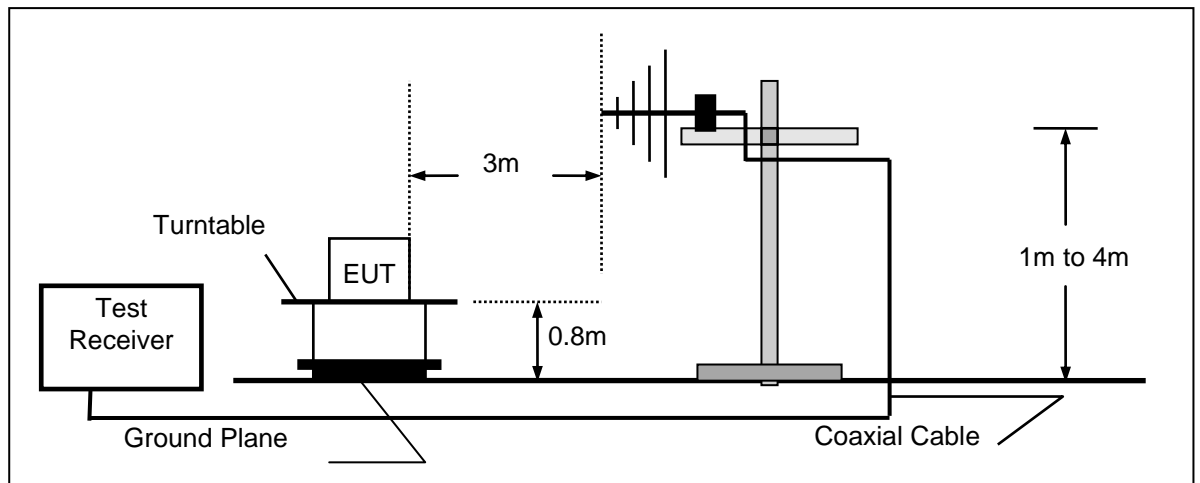 3m
Turntable
EUT
1m to 4m
Test
Receiver
0.8m
Ground Plane
Coaxial Cable